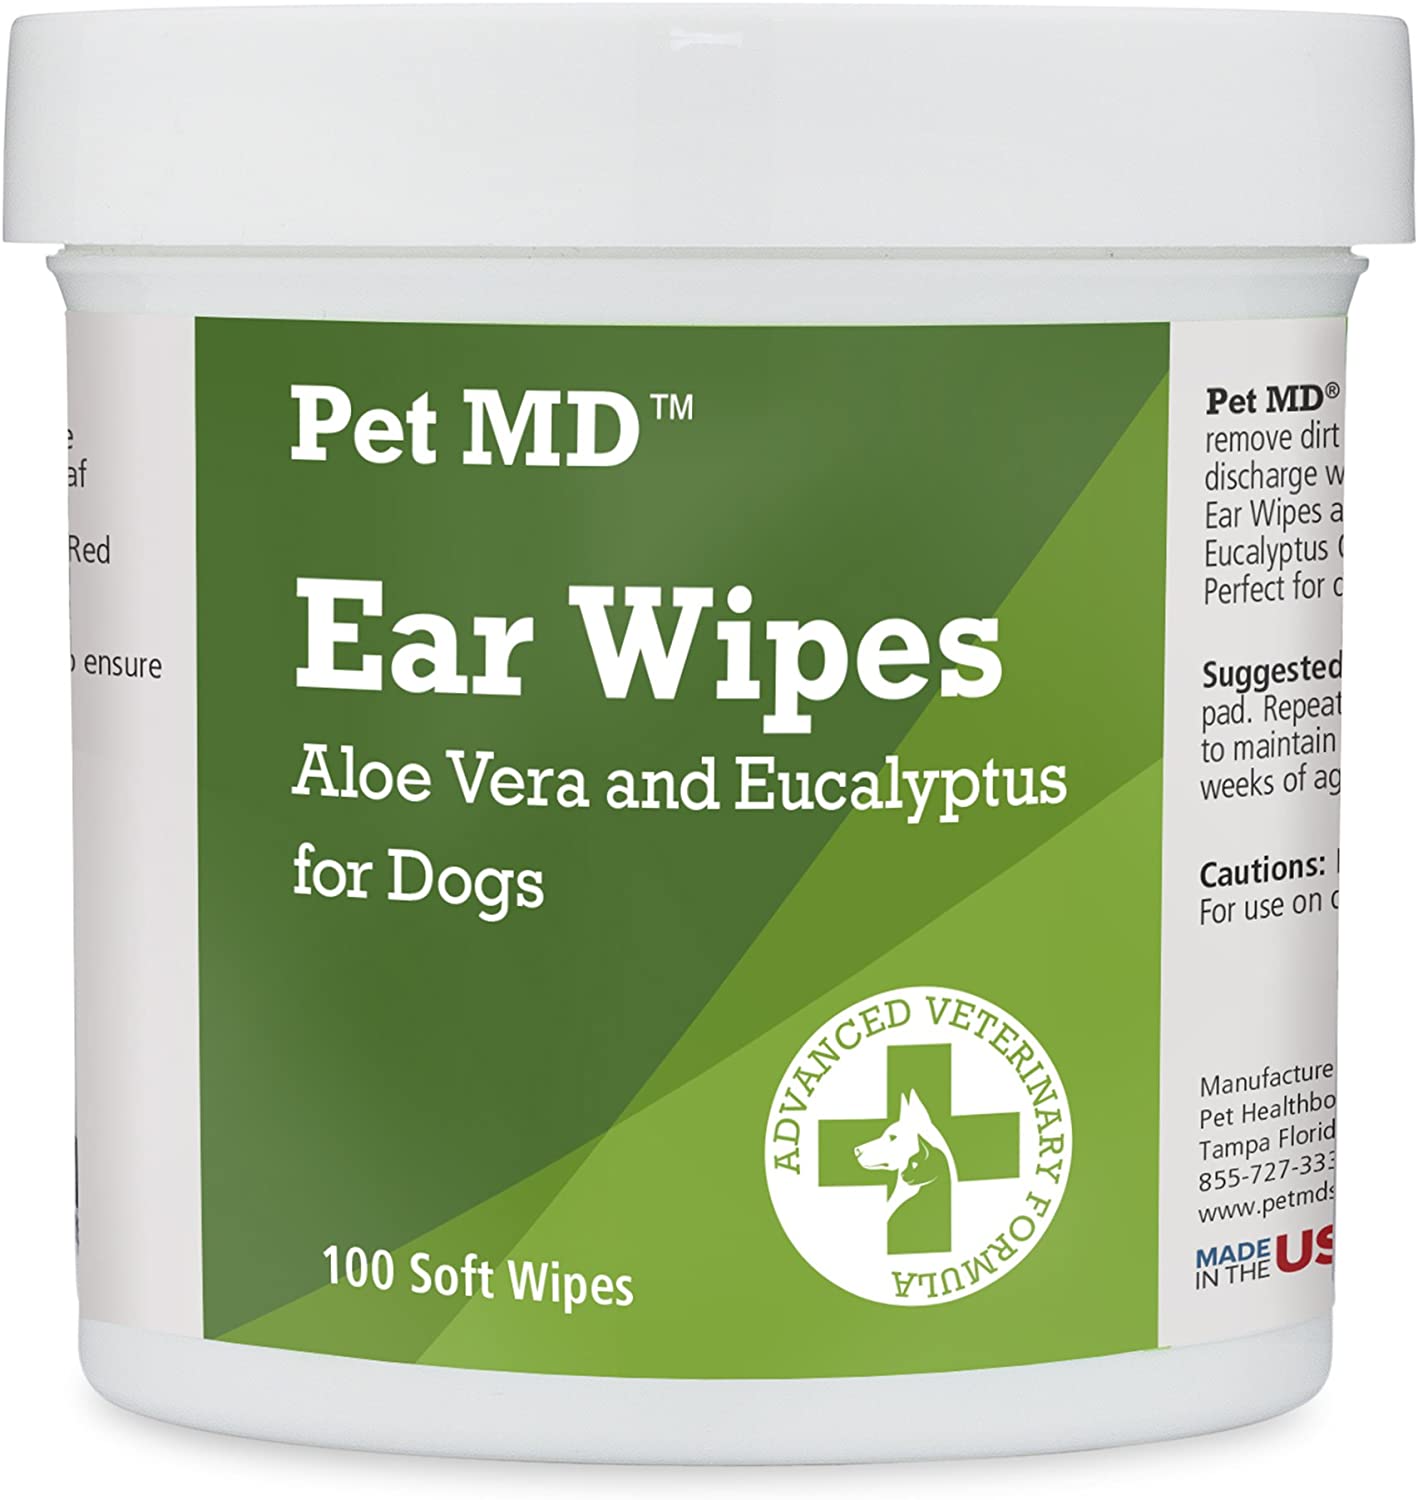 Pet MD™
Ear Wipes
Aloe Vera and Eucalyptus
for Dogs
100 Soft Wipes
ADVANCED VETERINARY FORMULA
Red
ensure
Pet MD®
remove dirt
discharge
Ear Wipes
Eucalyptus
Perfect for
Suggested
pad. Repeat
to maintain
weeks of
Cautions:
For use on
Manufacture
Pet Healthbo
Tampa Florid
855-727-333
www.petmds
MADE
IN THE US